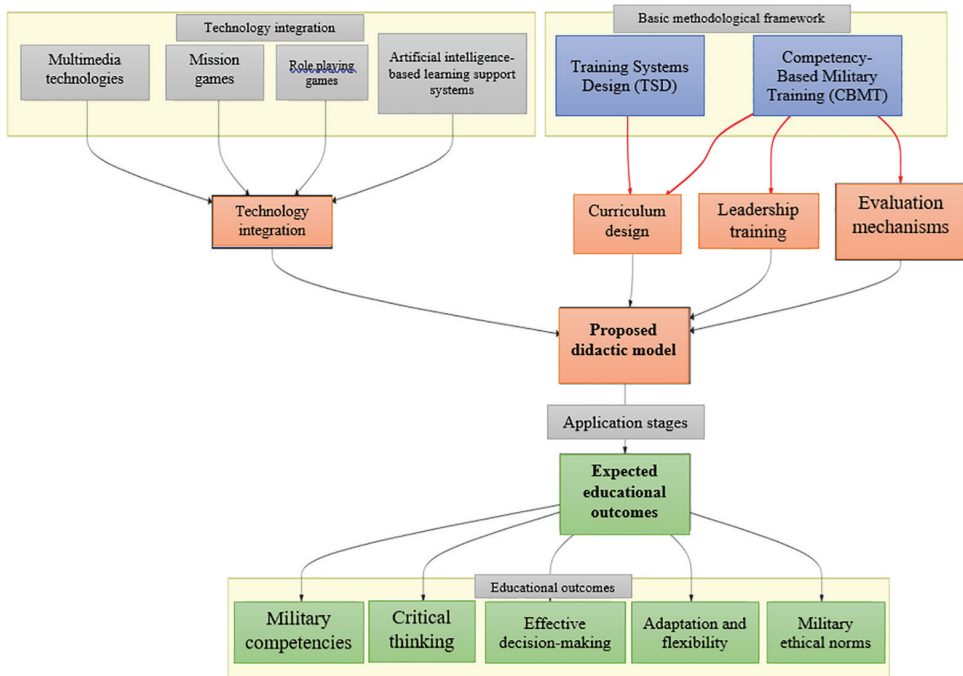 Technology integration
Multimedia
technologies
Mission
games
Role playing
games
Artificial intelligence-
based learning support
systems
Basic methodological framework
Training Systems
Design (TSD)
Competency-
Based Military
Training (CBMT)
Technology
integration
Curriculum
design
Leadership
training
Evaluation
mechanisms
Proposed
didactic model
Application stages
Expected
educational
outcomes
Educational outcomes
Military
competencies
Critical
thinking
Effective
decision-making
Adaptation and
flexibility
Military
ethical norms